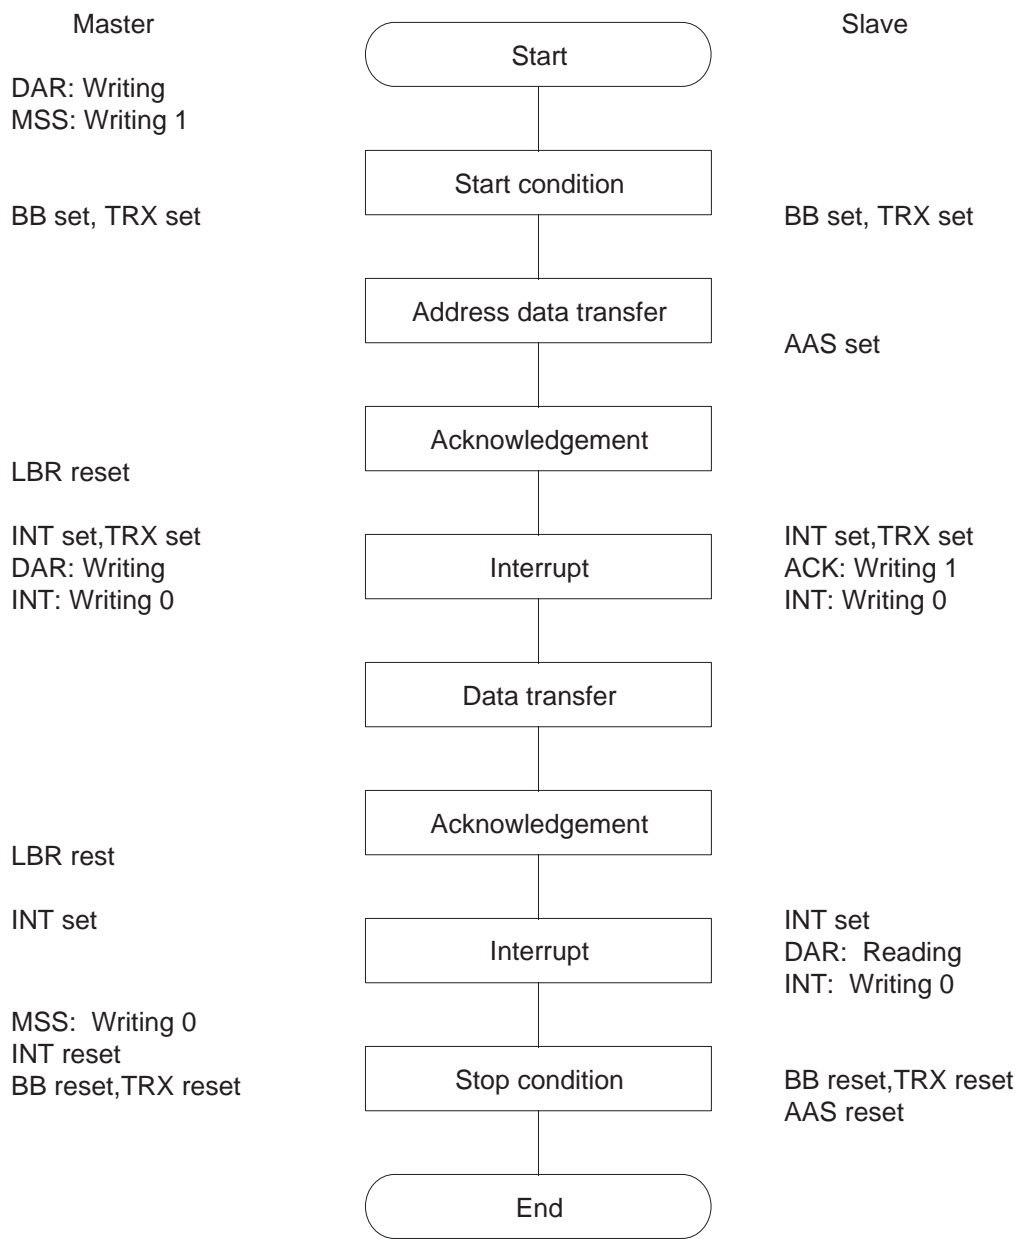 Master
Start
Slave
DAR: Writing
MSS: Writing 1
Start condition
BB set, TRX set
BB set, TRX set
Address data transfer
AAS set
Acknowledgement
LBR reset
INT set,TRX set
DAR: Writing
INT: Writing 0
Interrupt
INT set,TRX set
ACK: Writing 1
INT: Writing 0
Data transfer
Acknowledgement
LBR rest
INT set
Interrupt
INT set
DAR:  Reading
INT:  Writing 0
MSS:  Writing 0
INT reset
BB reset,TRX reset
Stop condition
BB reset,TRX reset
AAS reset
End